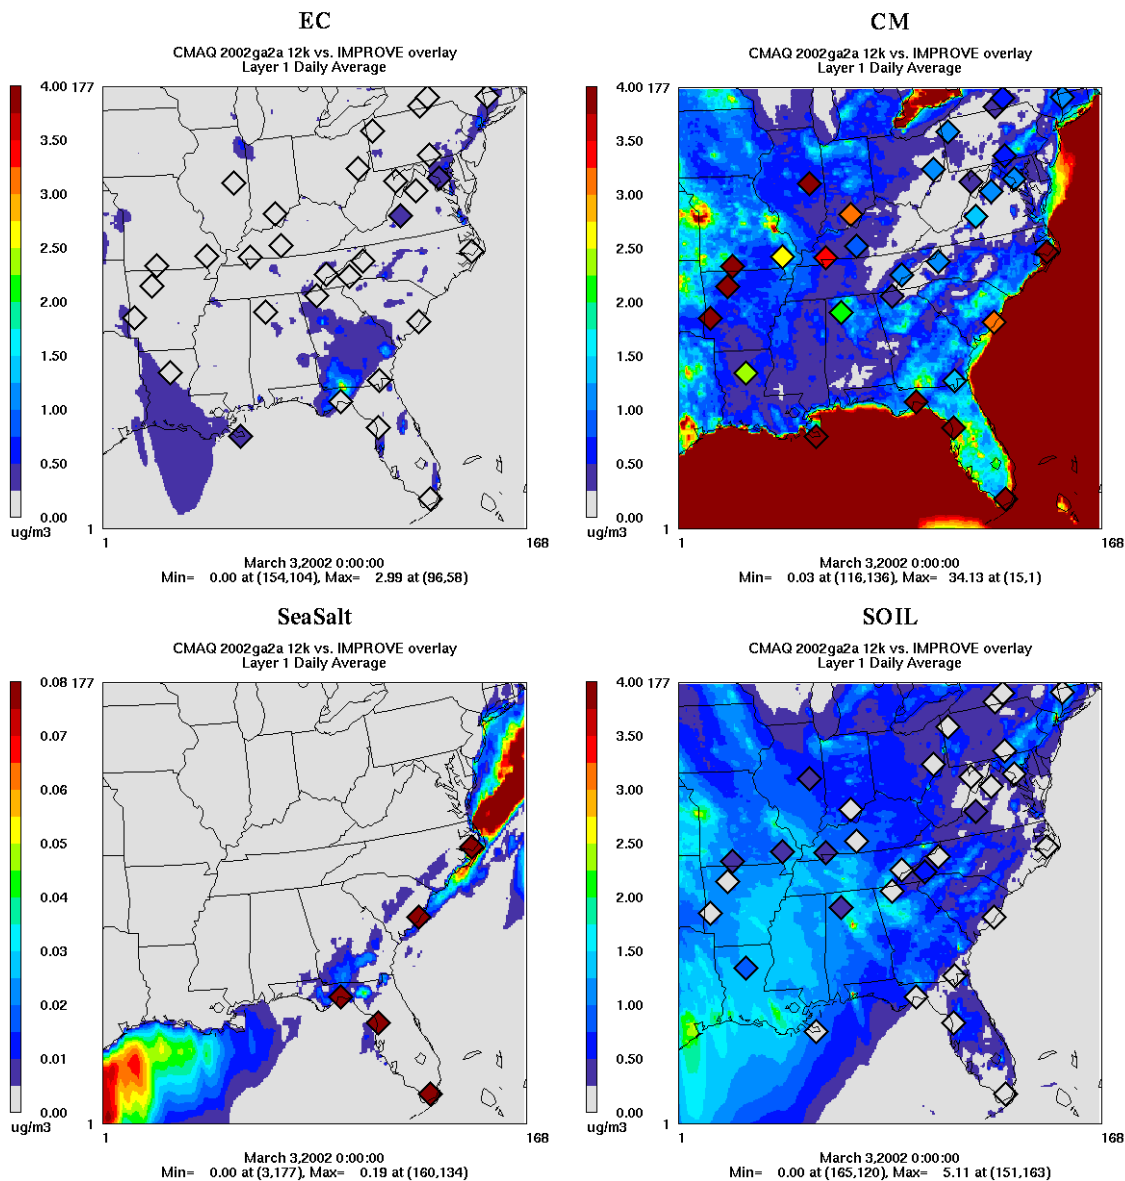 EC
CMAQ 2002ga2a 12k vs. IMPROVE overlay
Layer 1 Daily Average
4.00 177
3.50
3.00
2.50
2.00
1.50
1.00
0.50
0.00
ug/m3
1
1 168
March 3,2002 0:00:00
Min= 0.00 at (154,104), Max= 2.99 at (96,58)
CM
CMAQ 2002ga2a 12k vs. IMPROVE overlay
Layer 1 Daily Average
4.00 177
3.50
3.00
2.50
2.00
1.50
1.00
0.50
0.00
ug/m3
1
1 168
March 3,2002 0:00:00
Min= 0.03 at (116,136), Max= 34.13 at (15,1)
SeaSalt
CMAQ 2002ga2a 12k vs. IMPROVE overlay
Layer 1 Daily Average
0.08 177
0.07
0.06
0.05
0.04
0.03
0.02
0.01
0.00
ug/m3
1
1 168
March 3,2002 0:00:00
Min= 0.00 at (3,177), Max= 0.19 at (160,134)
SOIL
CMAQ 2002ga2a 12k vs. IMPROVE overlay
Layer 1 Daily Average
4.00 177
3.50
3.00
2.50
2.00
1.50
1.00
0.50
0.00
ug/m3
1
1 168
March 3,2002 0:00:00
Min= 0.00 at (165,120), Max= 5.11 at (151,163)